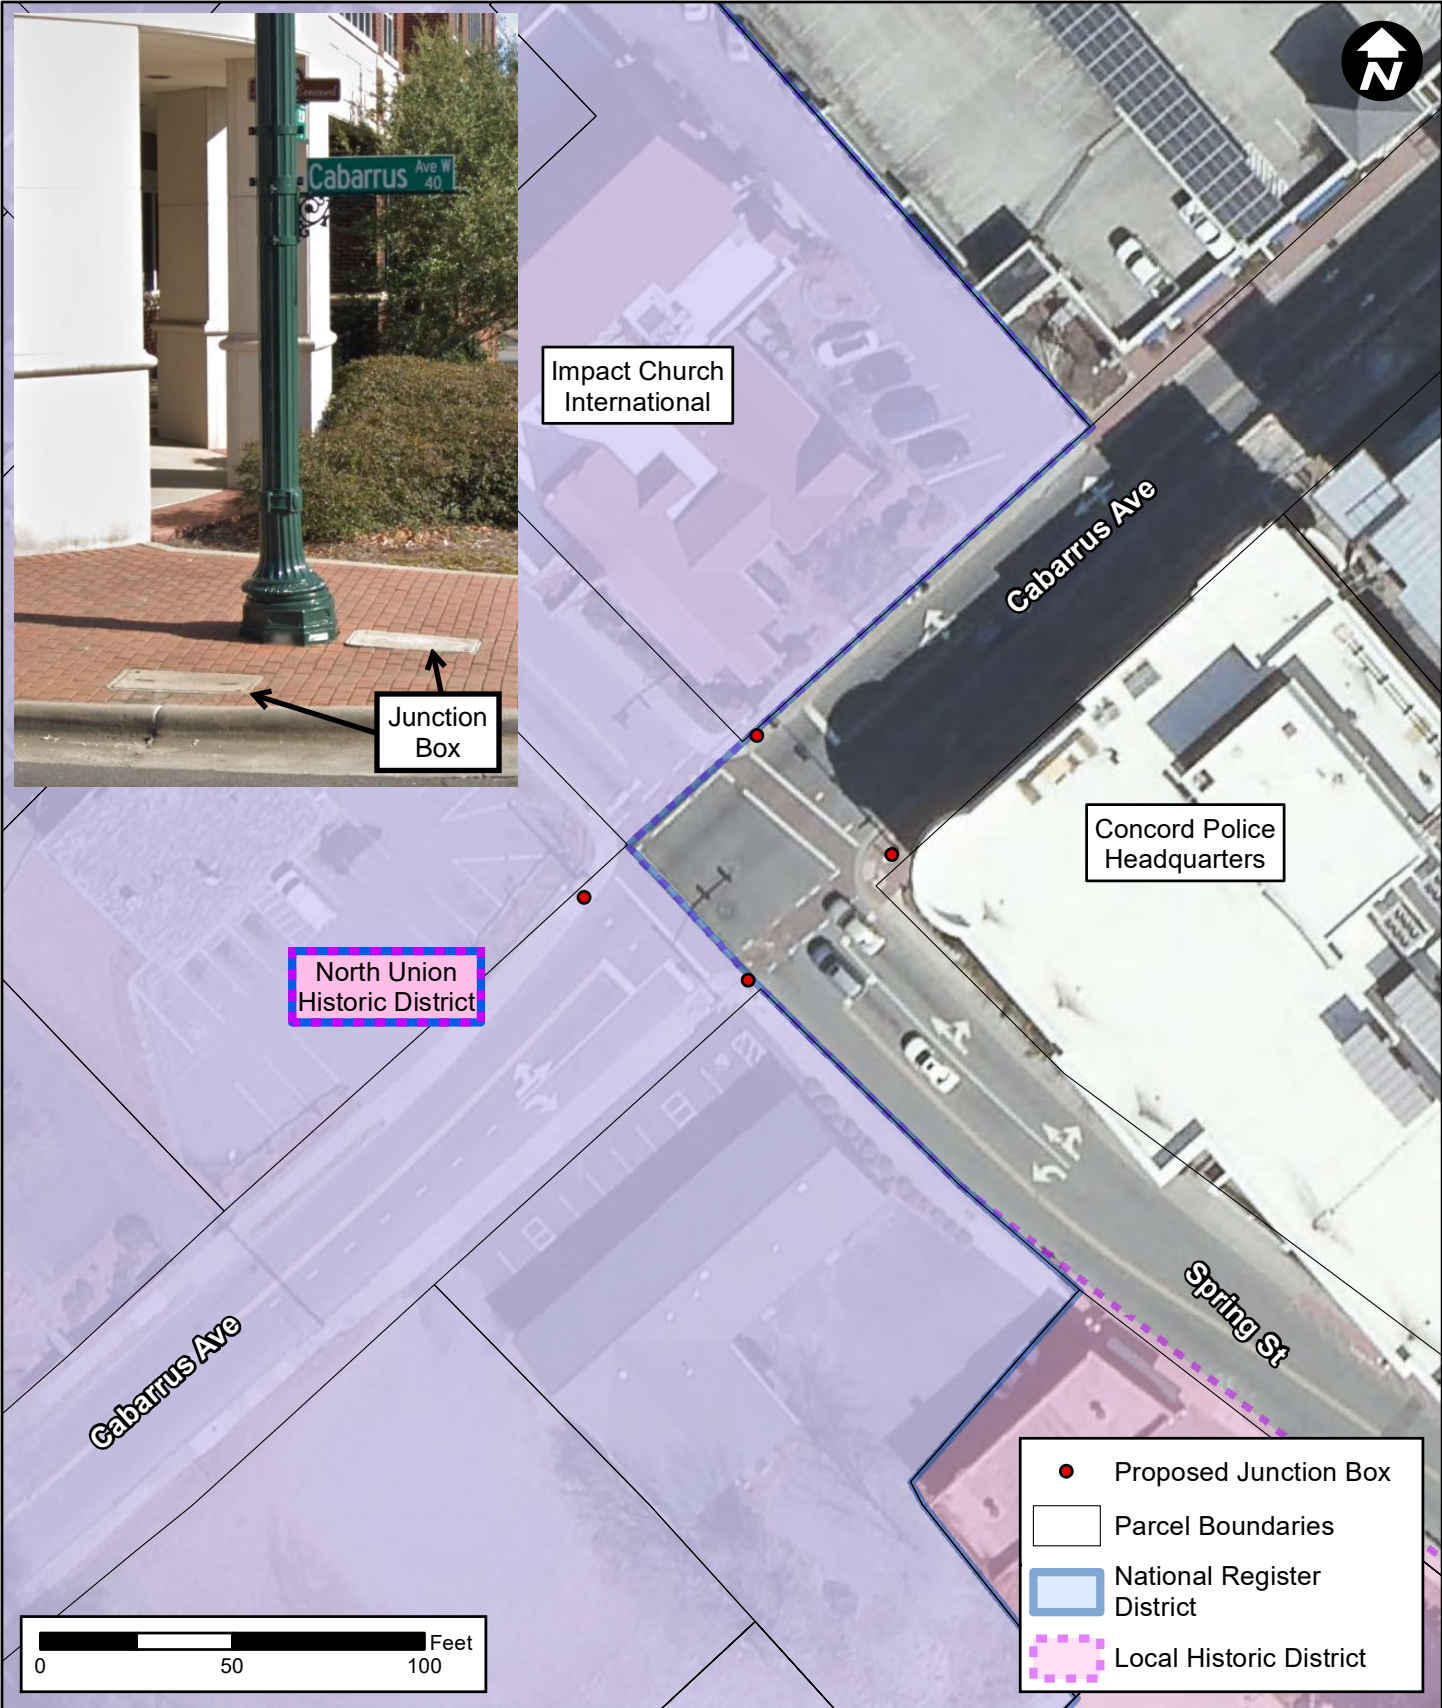 Concord
Cabarrus Ave W
40
Junction
Box
N
Impact Church
International
Cabarrus Ave
Concord Police
Headquarters
North Union
Historic District
Cabarrus Ave
Spring St
Proposed Junction Box
Parcel Boundaries
National Register
District
Local Historic District
Feet
0 50 100